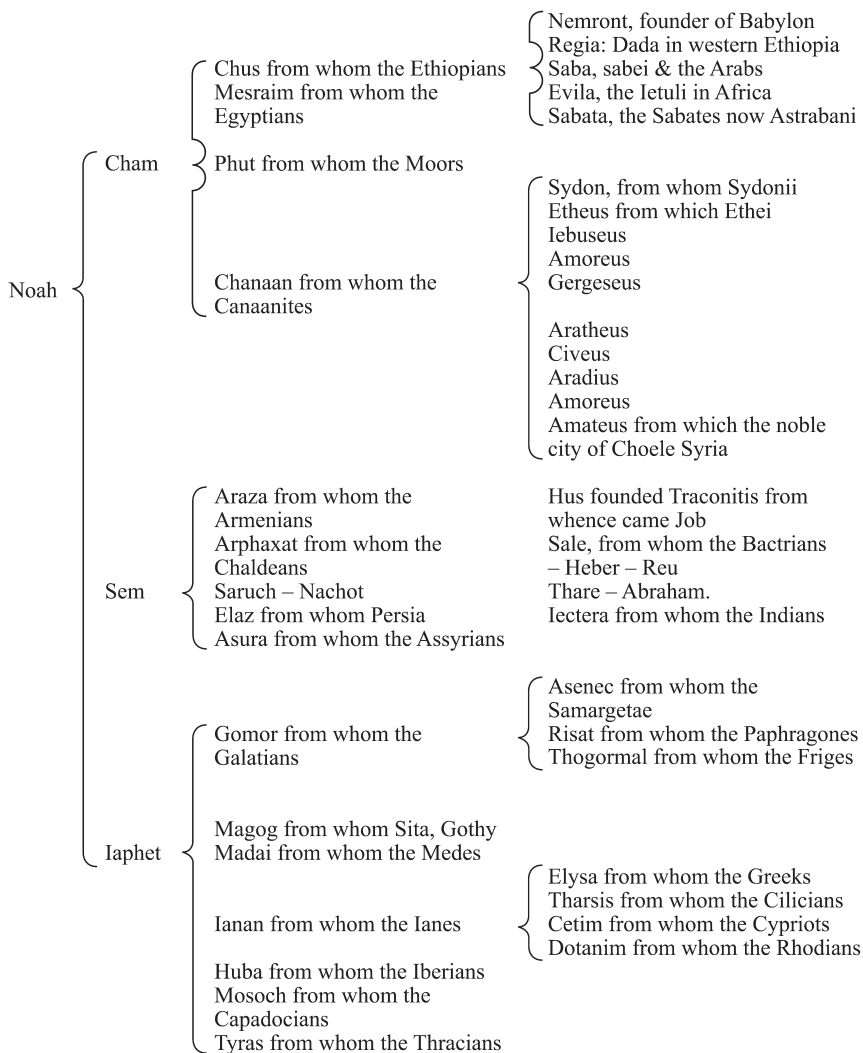 Noah
Cham
Chus from whom the Ethiopians
Mesraim from whom the
Egyptians
Nemront, founder of Babylon
Regia: Dada in western Ethiopia
Saba, sabei & the Arabs
Evila, the Ietuli in Africa
Sabata, the Sabates now Astrabani
Phut from whom the Moors
Chanaan from whom the
Canaanites
Sydon, from whom Sydonii
Etheus from which Ethei
Iebuseus
Amoreus
Gergeseus
Aratheus
Civeus
Aradius
Amoreus
Amateus from which the noble
city of Choele Syria
Sem
Araza from whom the
Armenians
Arphaxat from whom the
Chaldeans
Saruch – Nachot
Elaz from whom Persia
Asura from whom the Assyrians
Hus founded Traconitis from
whence came Job
Sale, from whom the Bactrians
– Heber – Reu
Thare – Abraham.
Iectera from whom the Indians
Iaphet
Gomor from whom the
Galatians
Asenec from whom the
Samargetae
Risat from whom the Paphragones
Thogormal from whom the Friges
Magog from whom Sita, Gothy
Madai from whom the Medes
Ianan from whom the Ianes
Elysa from whom the Greeks
Tharsis from whom the Cilicians
Cetim from whom the Cypriots
Dotanim from whom the Rhodians
Huba from whom the Iberians
Mosoch from whom the
Capadocians
Tyras from whom the Thracians